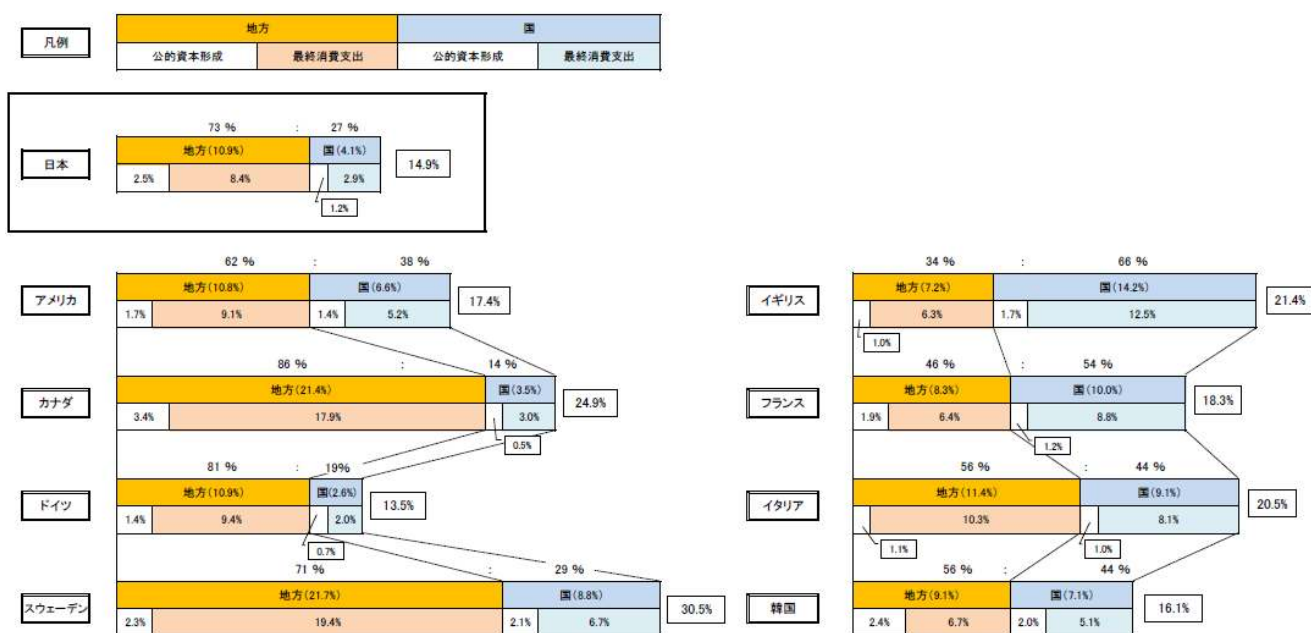 凡例
地方 国
公的資本形成 最終消費支出 公的資本形成 最終消費支出
73 % : 27 %
日本
地方(10.9%) 国(4.1%)
14.9%
2.5% 8.4% 2.9%
1.2%
62 % : 38 %
アメリカ
地方(10.8%) 国(6.6%)
17.4%
1.7% 9.1% 1.4% 5.2%
86 % : 14 %
カナダ
地方(21.4%) 国(3.5%)
24.9%
3.4% 17.9% 3.0%
0.5%
81 % : 19%
ドイツ
地方(10.9%) 国(2.6%)
13.5%
1.4% 9.4% 2.0%
0.7%
71 % : 29 %
スウェーデン
地方(21.7%) 国(8.8%)
30.5%
2.3% 19.4% 2.1% 6.7%
34 % : 66 %
イギリス
地方(7.2%) 国(14.2%)
21.4%
6.3% 1.7% 12.5%
1.0%
46 % : 54 %
フランス
地方(8.3%) 国(10.0%)
18.3%
1.9% 6.4% 8.8%
1.2%
56 % : 44 %
イタリア
地方(11.4%) 国(9.1%)
20.5%
10.3% 8.1%
1.1% 1.0%
56 % : 44 %
韓国
地方(9.1%) 国(7.1%)
16.1%
2.4% 6.7% 2.0% 5.1%